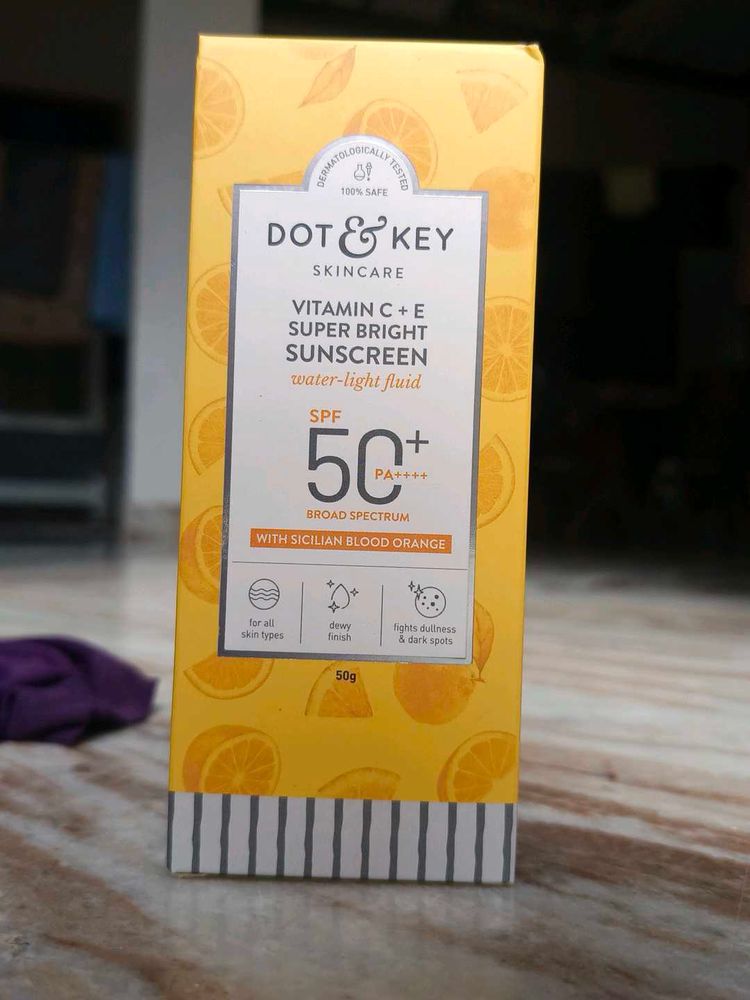 DERMATOLOGICALLY TESTED
100% SAFE
DOT & KEY
SKINCARE
VITAMIN C + E
SUPER BRIGHT
SUNSCREEN
water-light fluid
SPF
50+
PA++++
BROAD SPECTRUM
WITH SICILIAN BLOOD ORANGE
for all
skin types
dewy
finish
fights dullness
& dark spots
50g